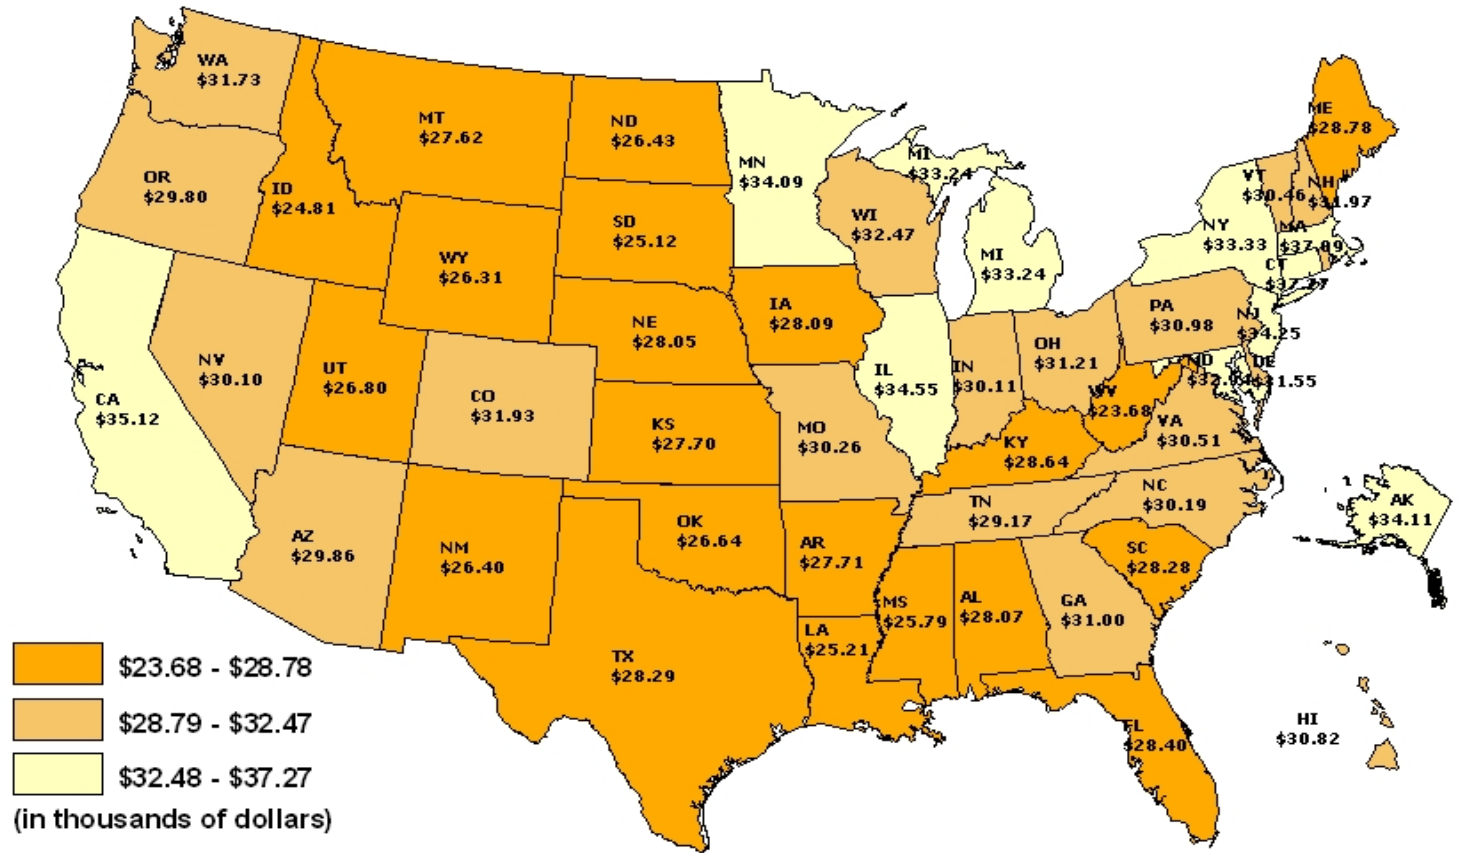 WA
$31.73
OR
$29.80
CA
$35.12
NV
$30.10
ID
$24.81
MT
$27.62
WY
$26.31
UT
$26.80
AZ
$29.86
CO
$31.93
NM
$26.40
ND
$26.43
SD
$25.12
NE
$28.05
KS
$27.70
OK
$26.64
TX
$28.29
MN
$34.09
IA
$28.09
MO
$30.26
AR
$27.71
LA
$25.21
WI
$32.47
IL
$34.55
MI
$33.24
MI
$33.24
IN
$30.11
OH
$31.21
KY
$28.64
TN
$29.17
MS
$25.79
AL
$28.07
GA
$31.00
FL
$28.40
SC
$28.28
NC
$30.19
VA
$30.51
WV
$23.68
PA
$30.98
NY
$33.33
VT
$30.46
NH
$31.97
ME
$28.78
MA
CT
$37.27
NJ
$34.25
MD
DE
$31.55
AK
$34.11
HI
$30.82
$23.68 - $28.78
$28.79 - $32.47
$32.48 - $37.27
(in thousands of dollars)